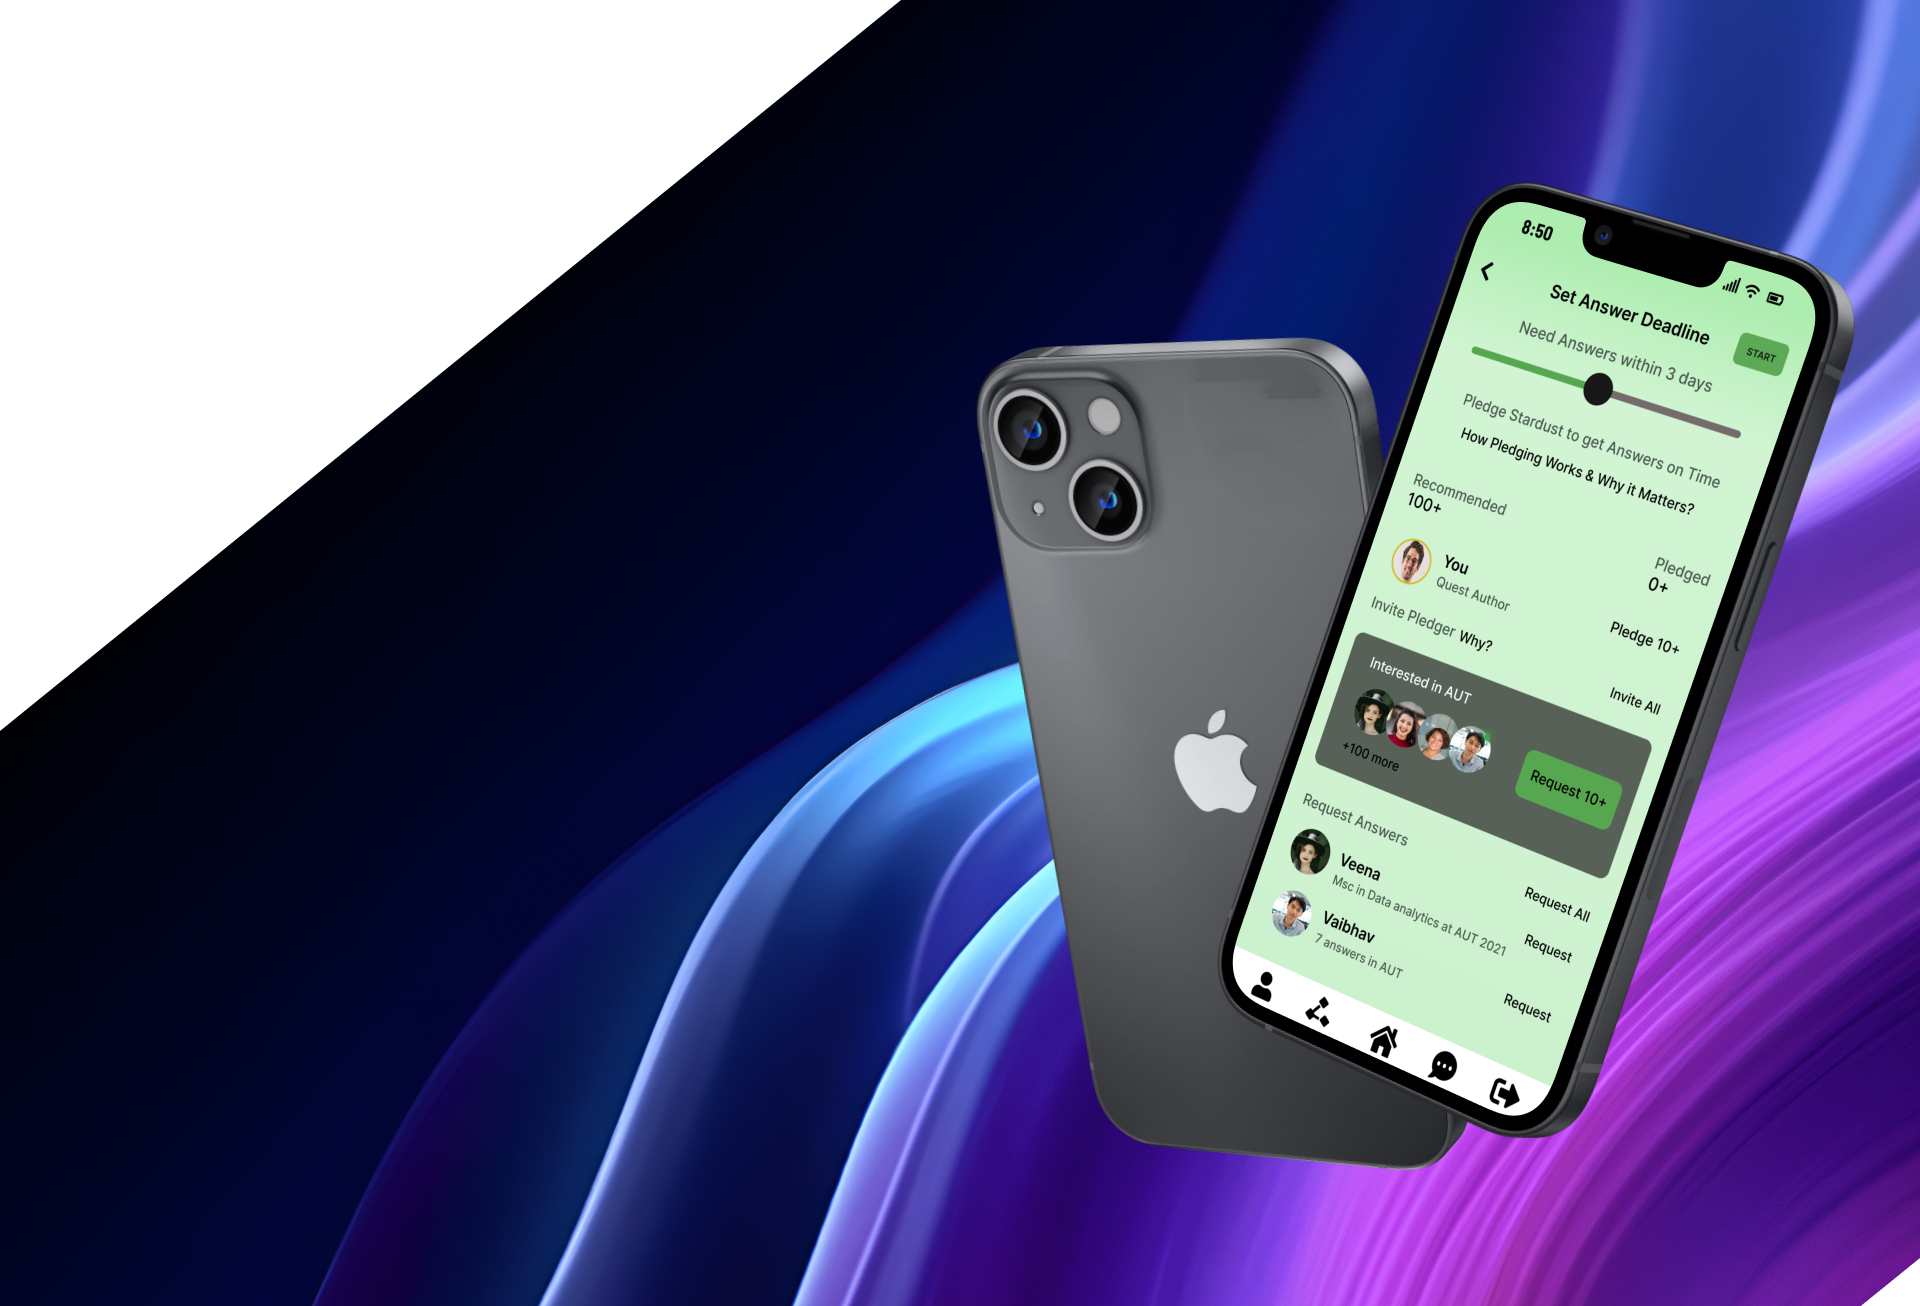 8:50
Set Answer Deadline
START
Need Answers within 3 days
Pledge Stardust to get Answers on Time
How Pledging Works & Why it Matters?
Recommended
100+
Pledged
0+
You
Quest Author
Pledge 10+
Invite Pledger Why?
Invite All
Interested in AUT
+100 more
Request 10+
Request Answers
Request All
Veena
Msc in Data analytics at AUT 2021
Request
Vaibhav
7 answers in AUT
Request